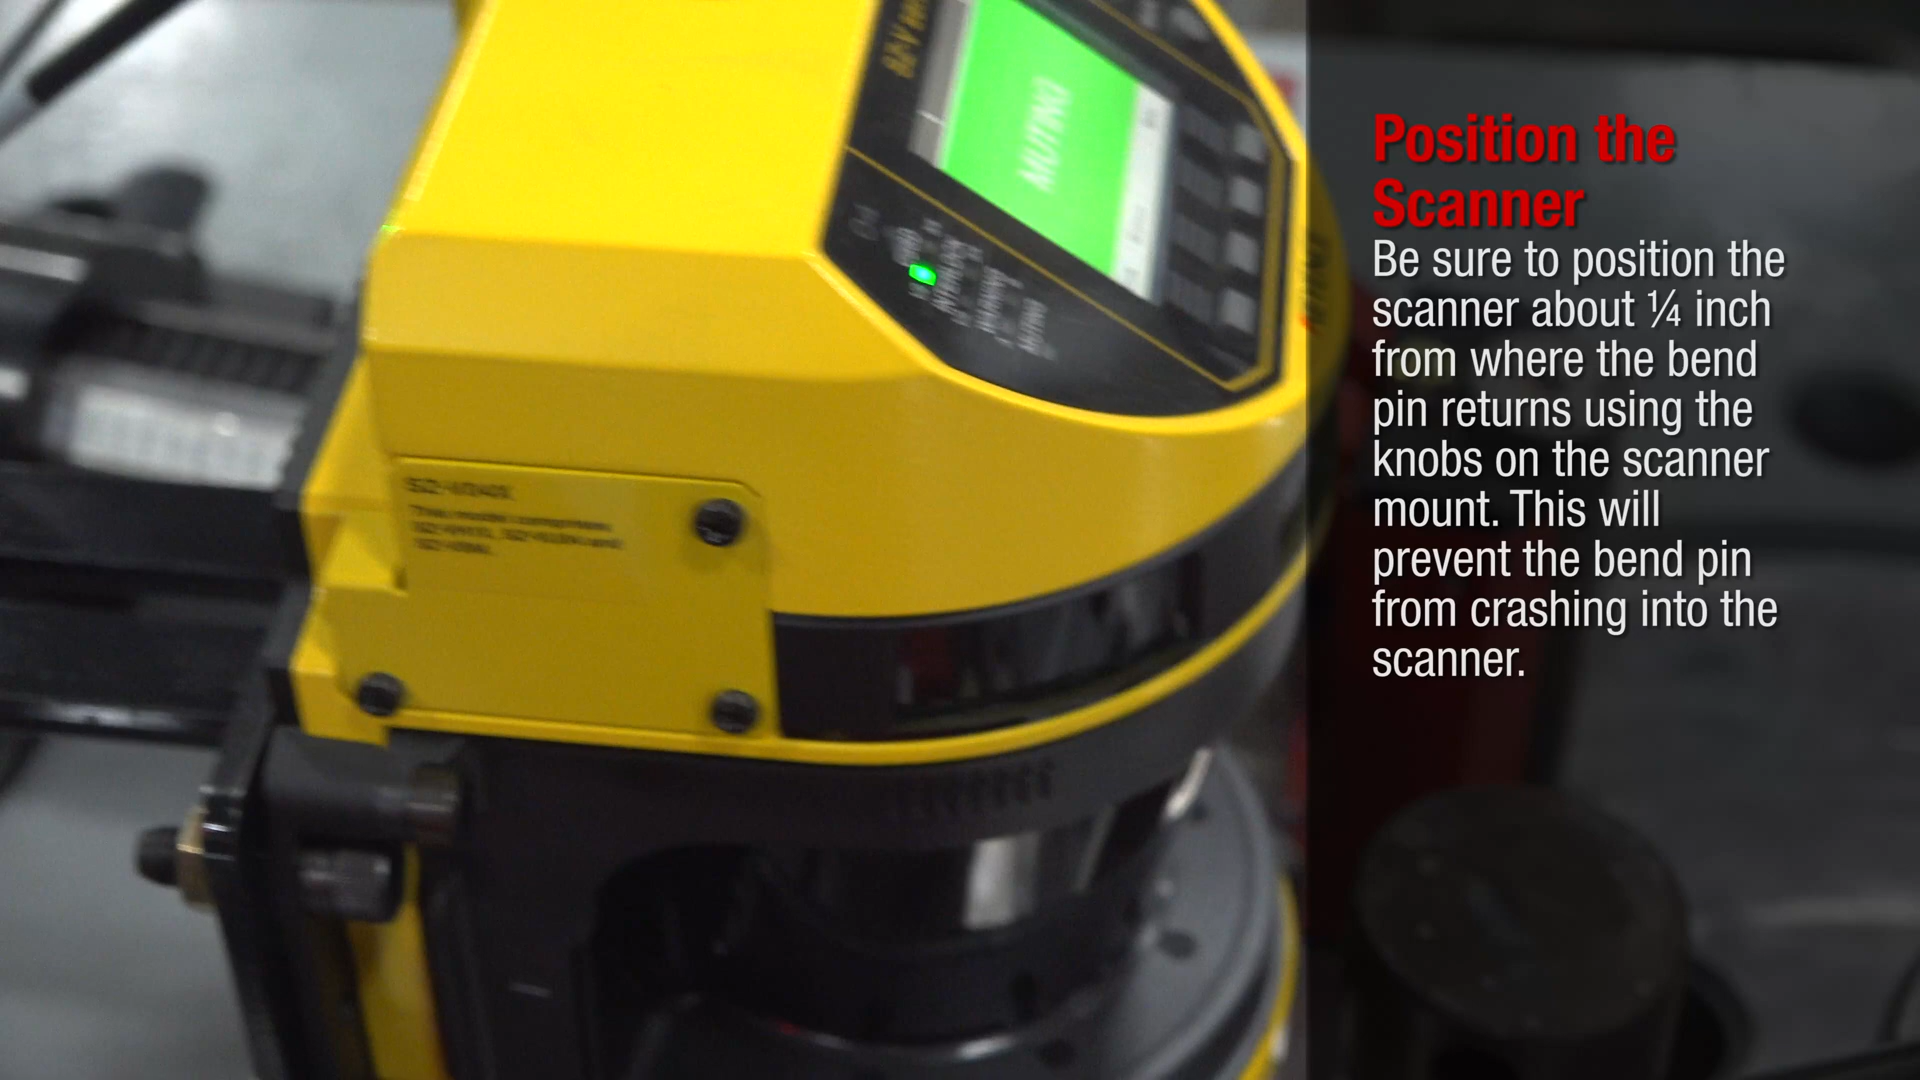 MUTING
Position the
Scanner
Be sure to position the
scanner about ¼ inch
from where the bend
pin returns using the
knobs on the scanner
mount. This will
prevent the bend pin
from crashing into the
scanner.